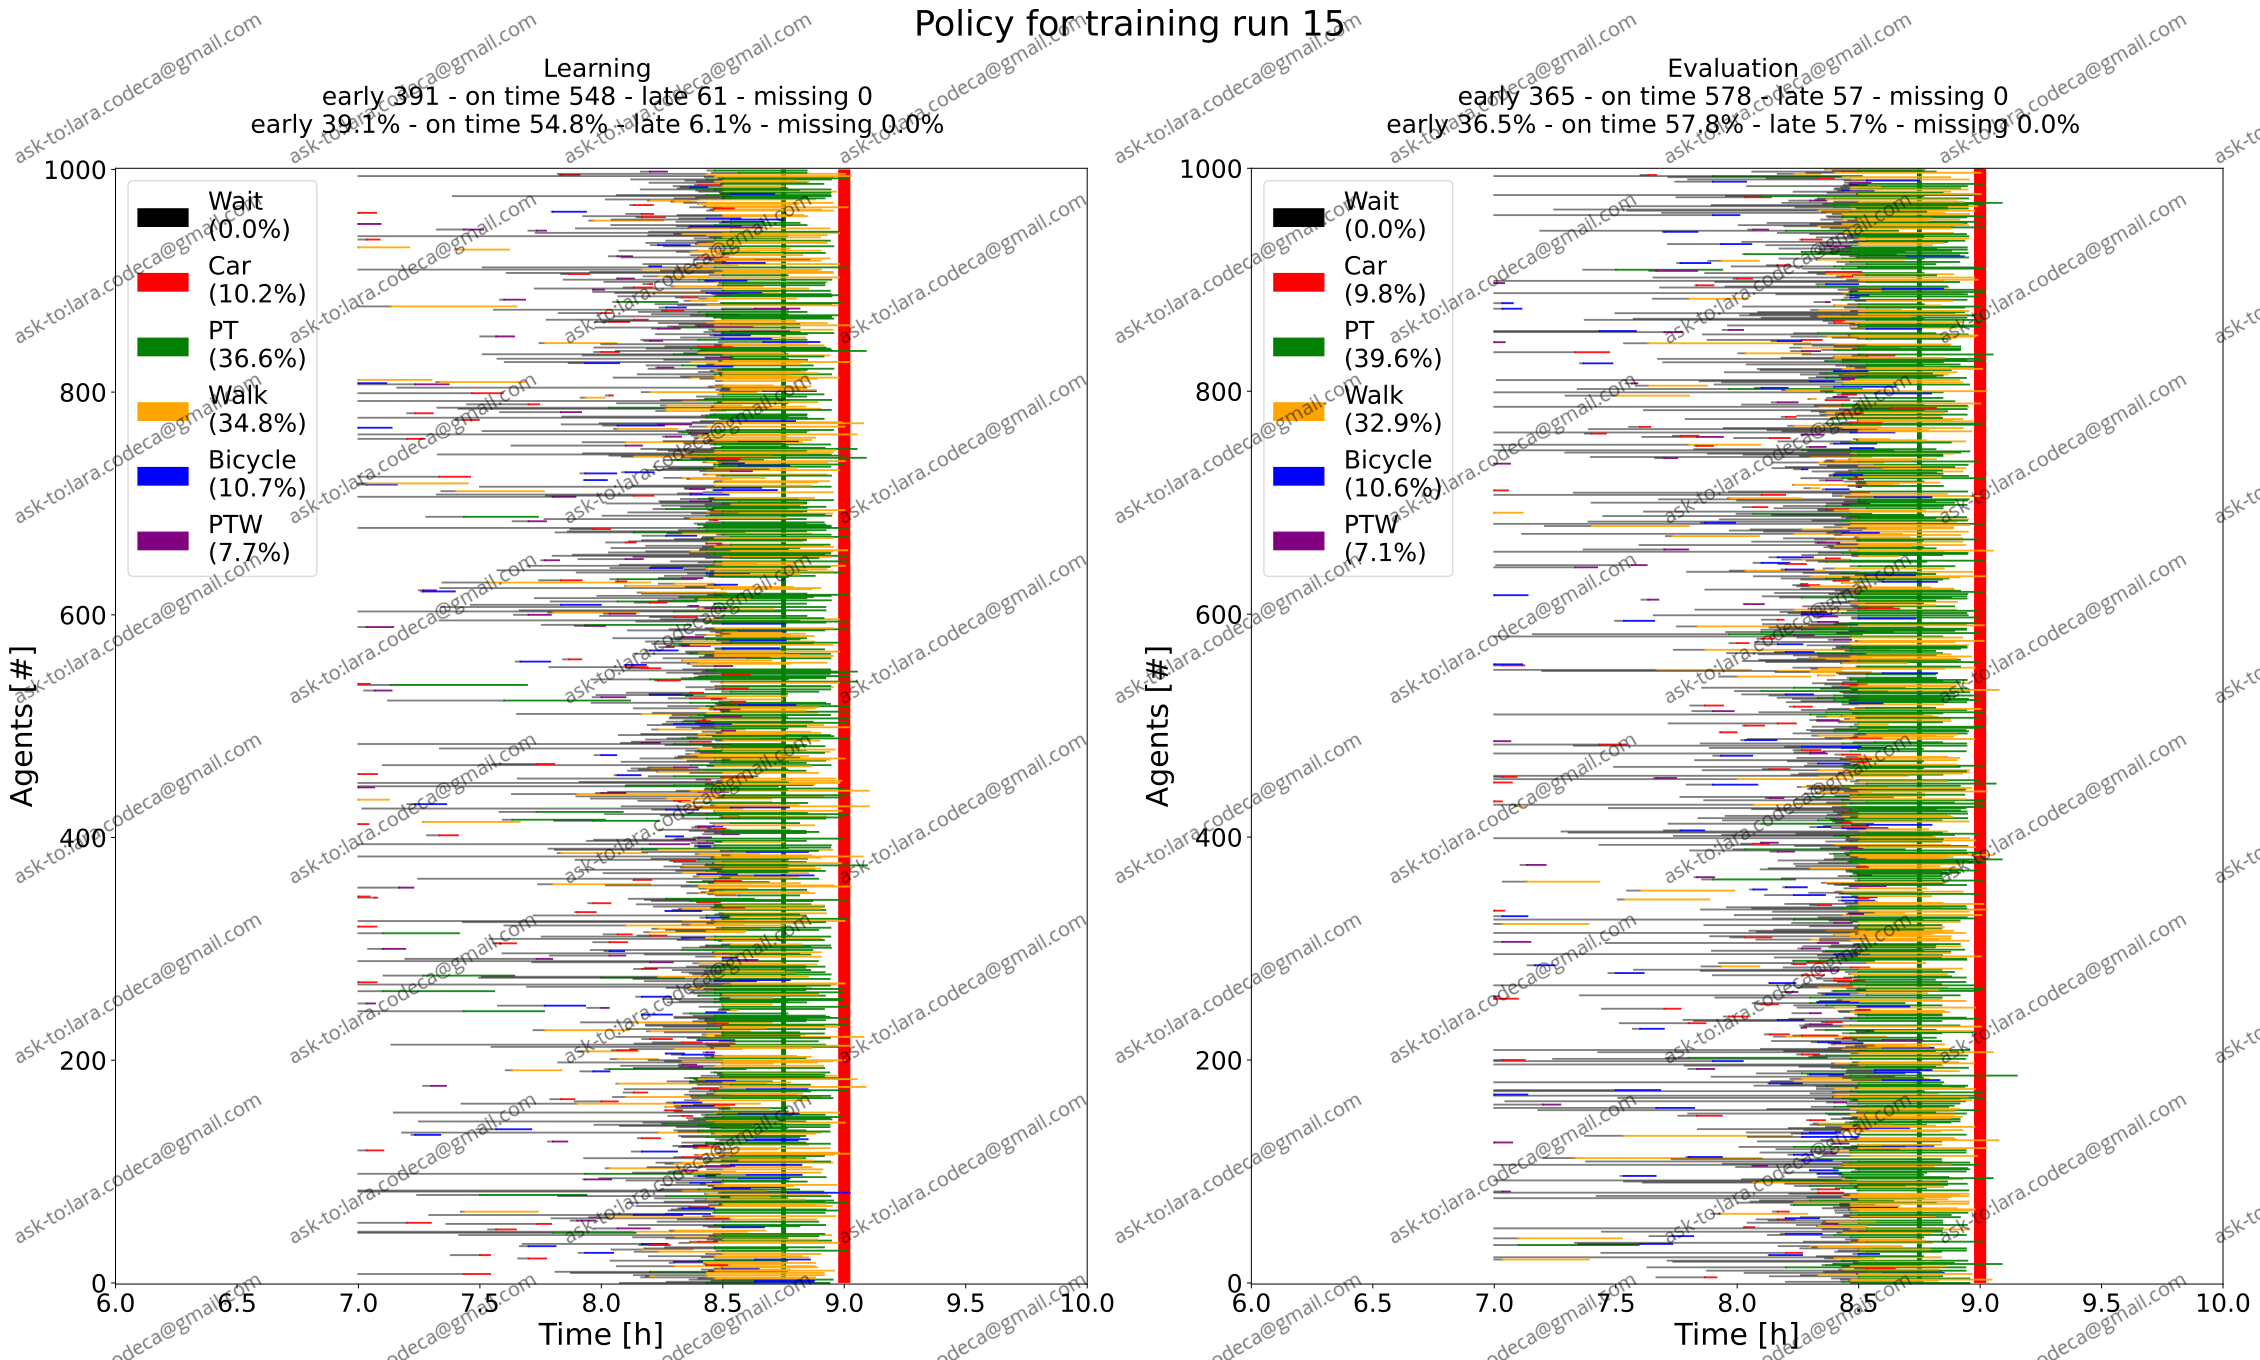 Policy for training run 15
Learning
early 391 - on time 548 - late 61 - missing 0
early 39.1% - on time 54.8% - late 6.1% - missing 0.0%
1000
800
600
400
200
0
Agents [#]
Wait
(0.0%)
Car
(10.2%)
PT
(36.6%)
Walk
(34.8%)
Bicycle
(10.7%)
PTW
(7.7%)
6.0 6.5 7.0 7.5 8.0 8.5 9.0 9.5 10.0
Time [h]
Evaluation
early 365 - on time 578 - late 57 - missing 0
early 36.5% - on time 57.8% - late 5.7% - missing 0.0%
1000
800
600
400
200
0
Agents [#]
Wait
(0.0%)
Car
(9.8%)
PT
(39.6%)
Walk
(32.9%)
Bicycle
(10.6%)
PTW
(7.1%)
6.0 6.5 7.0 7.5 8.0 8.5 9.0 9.5 10.0
Time [h]
ask-to:lara.codeca@gmail.com